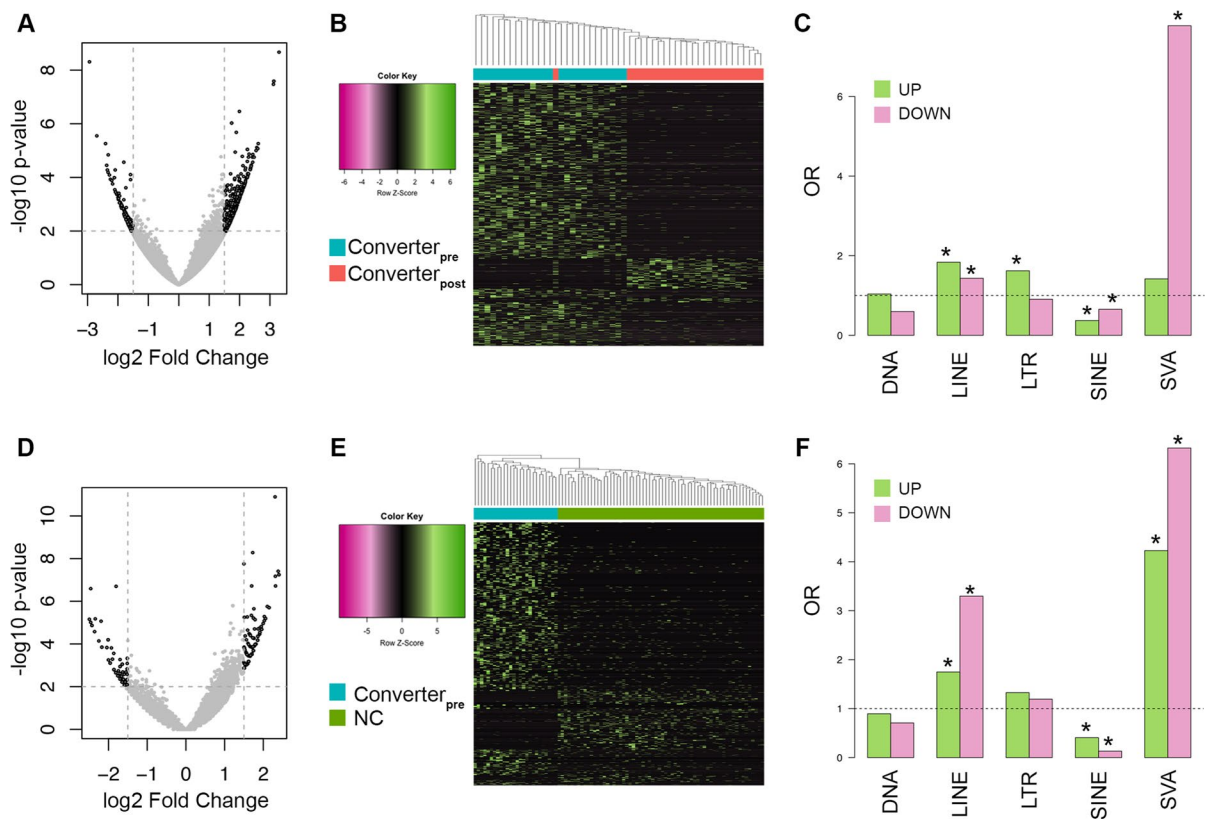 A
8
6
4
2
0
-log10 p-value
−3
−1
1
3
log2 Fold Change
B
Color Key
-6
-4
-2
0
2
4
6
Row Z-Score
Converterpre
Converterpost
C
UP
DOWN
OR
6
4
2
1
0
*
*
*
*
*
*
DNA
LINE
LTR
SINE
SVA
D
10
8
6
4
2
0
-log10 p-value
−2
−1
0
1
2
log2 Fold Change
E
Color Key
-5
0
5
Row Z-Score
Converterpre
NC
F
UP
DOWN
OR
6
5
4
3
2
1
0
*
*
*
*
*
*
DNA
LINE
LTR
SINE
SVA